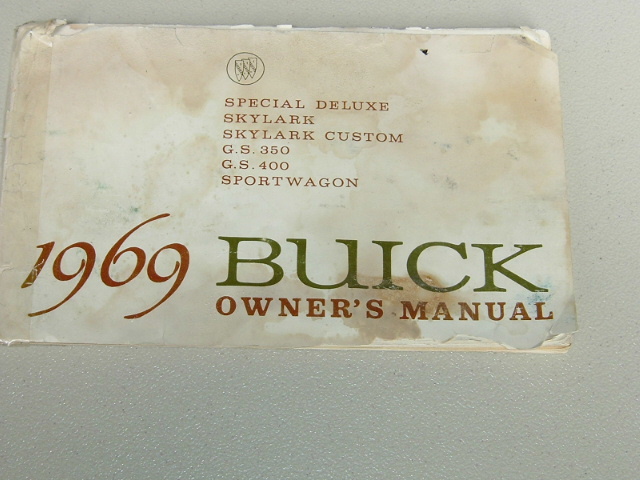 SPECIAL DELUXE
SKYLARK
SKYLARK CUSTOM
G.S. 350
G.S. 400
SPORTWAGON
1969 BUICK
OWNER'S MANUAL